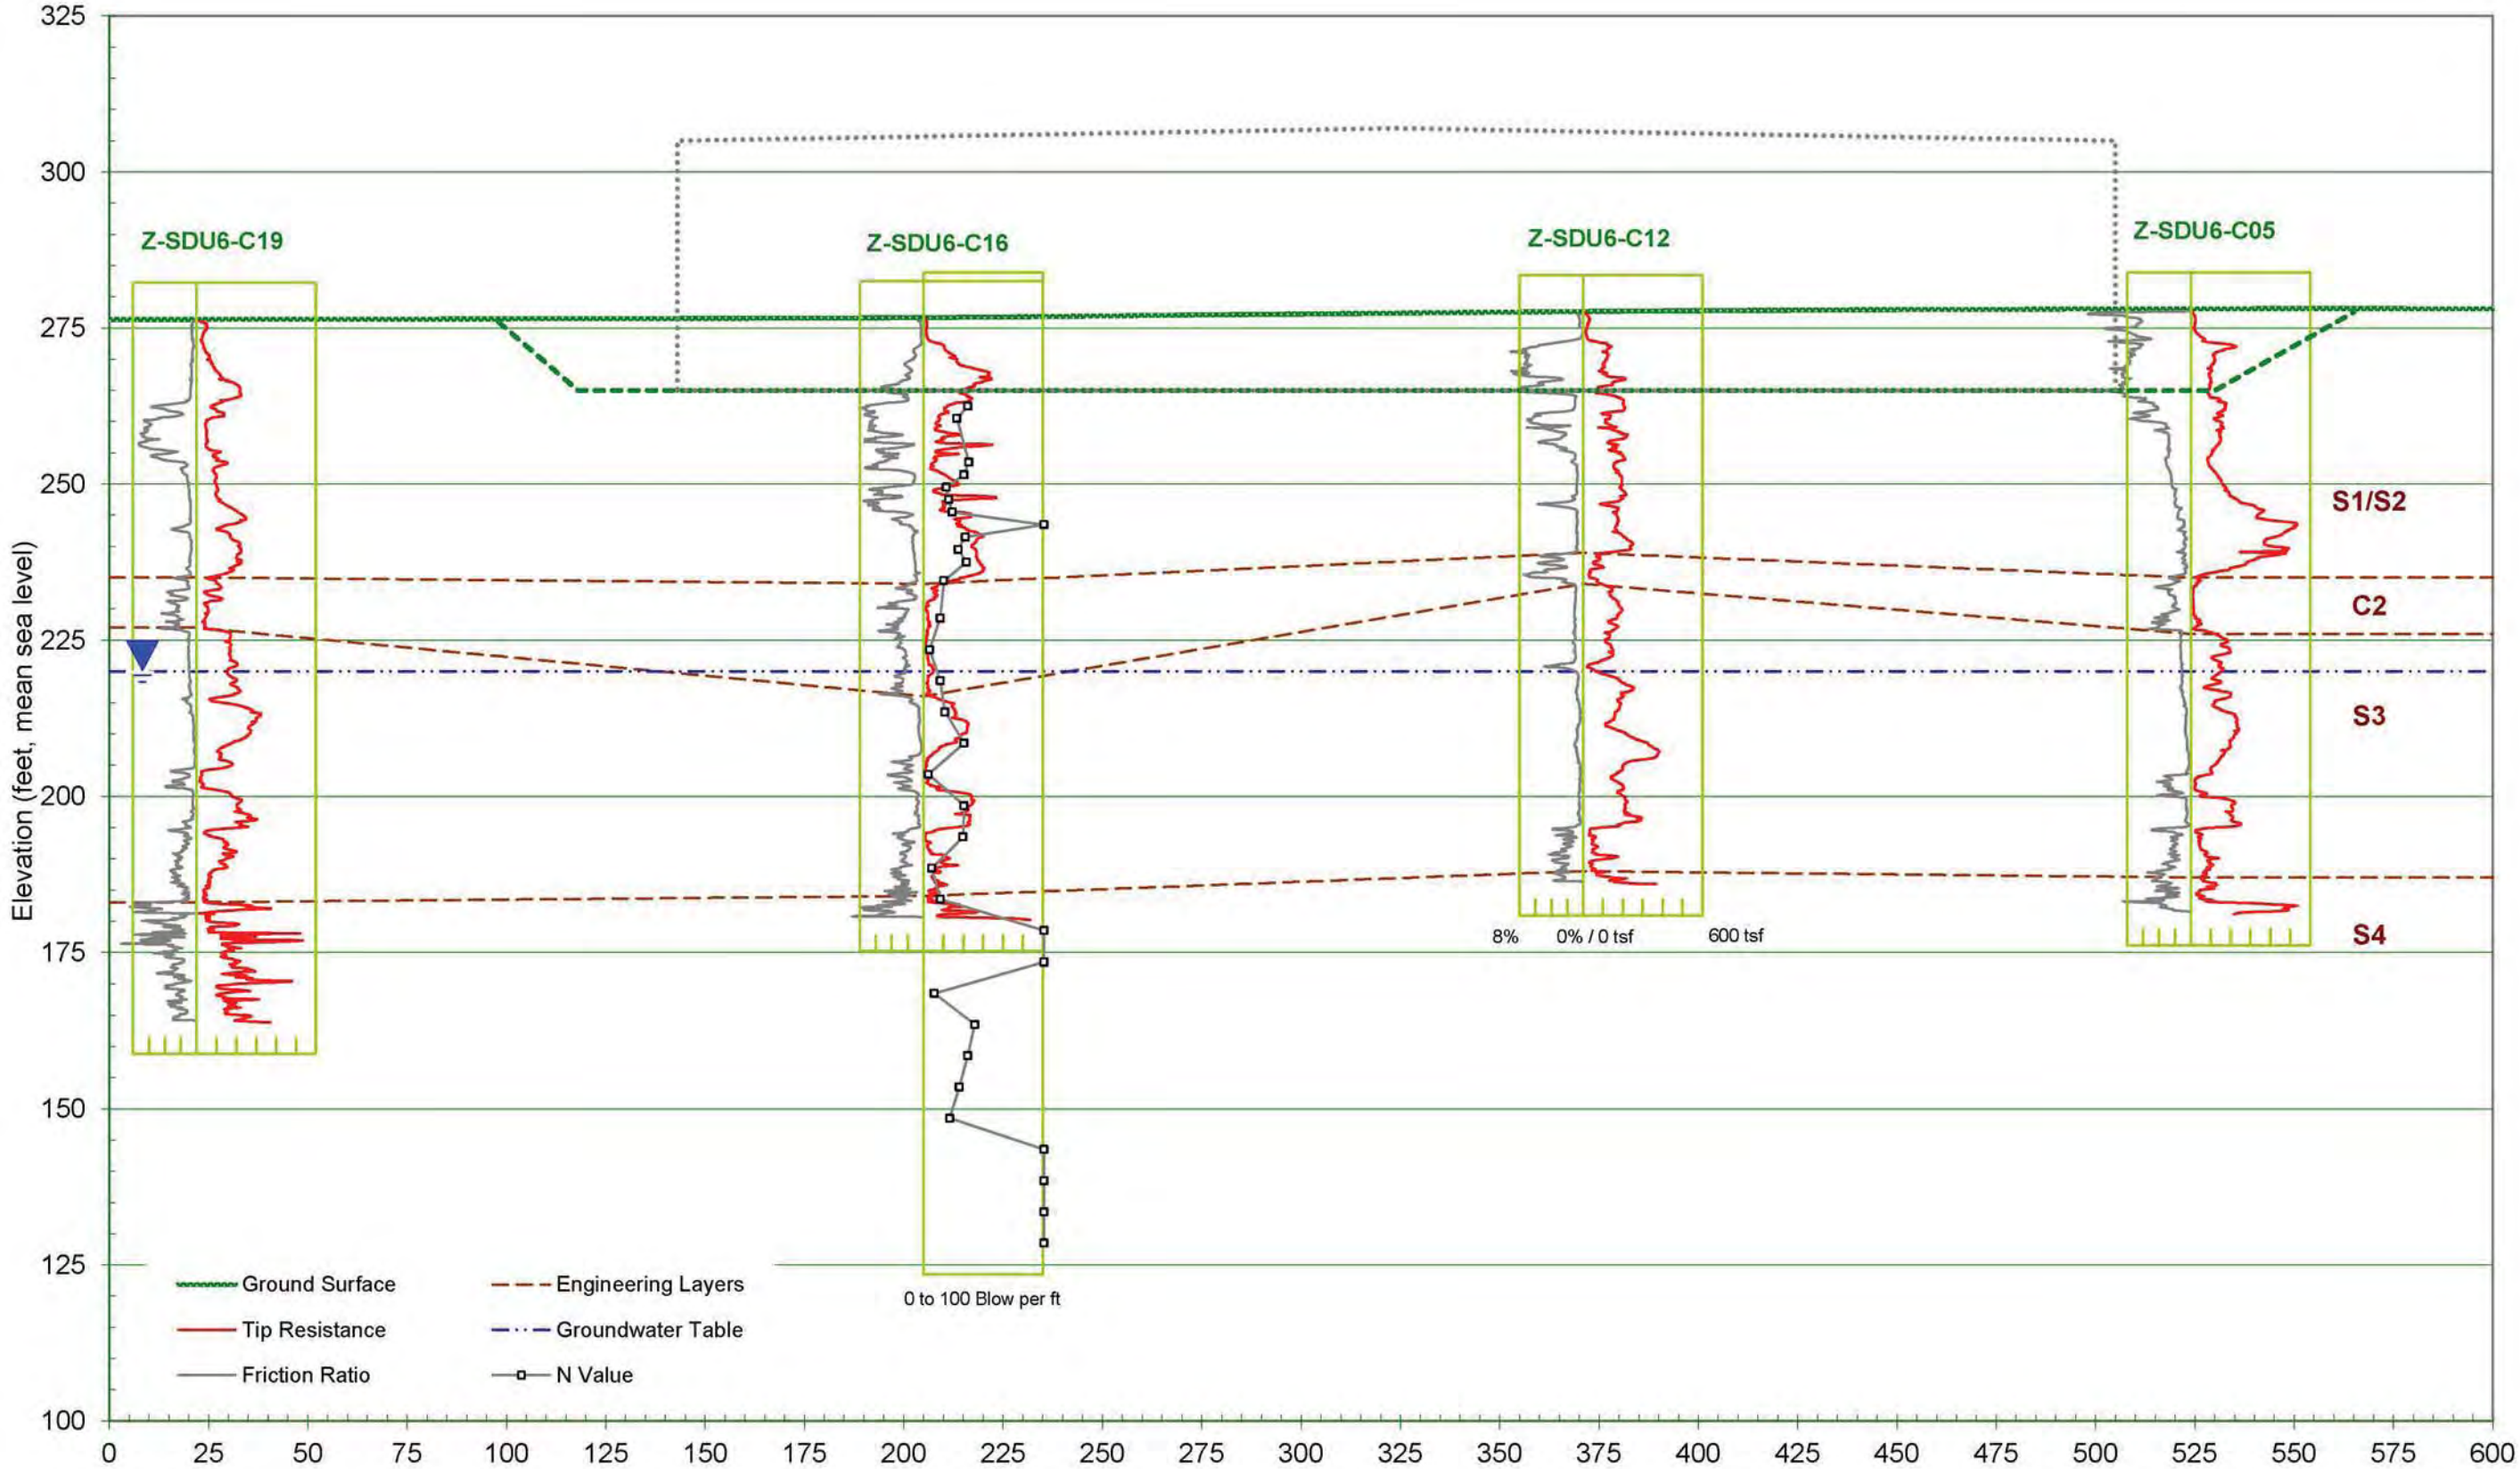 325
300
275
250
225
200
175
150
125
100
Elevation (feet, mean sea level)
Z-SDU6-C19
Z-SDU6-C16
Z-SDU6-C12
Z-SDU6-C05
S1/S2
C2
S3
S4
8%
0% / 0 tsf
600 tsf
0 to 100 Blow per ft
Ground Surface
Engineering Layers
Tip Resistance
Groundwater Table
Friction Ratio
N Value
0 25 50 75 100 125 150 175 200 225 250 275 300 325 350 375 400 425 450 475 500 525 550 575 600